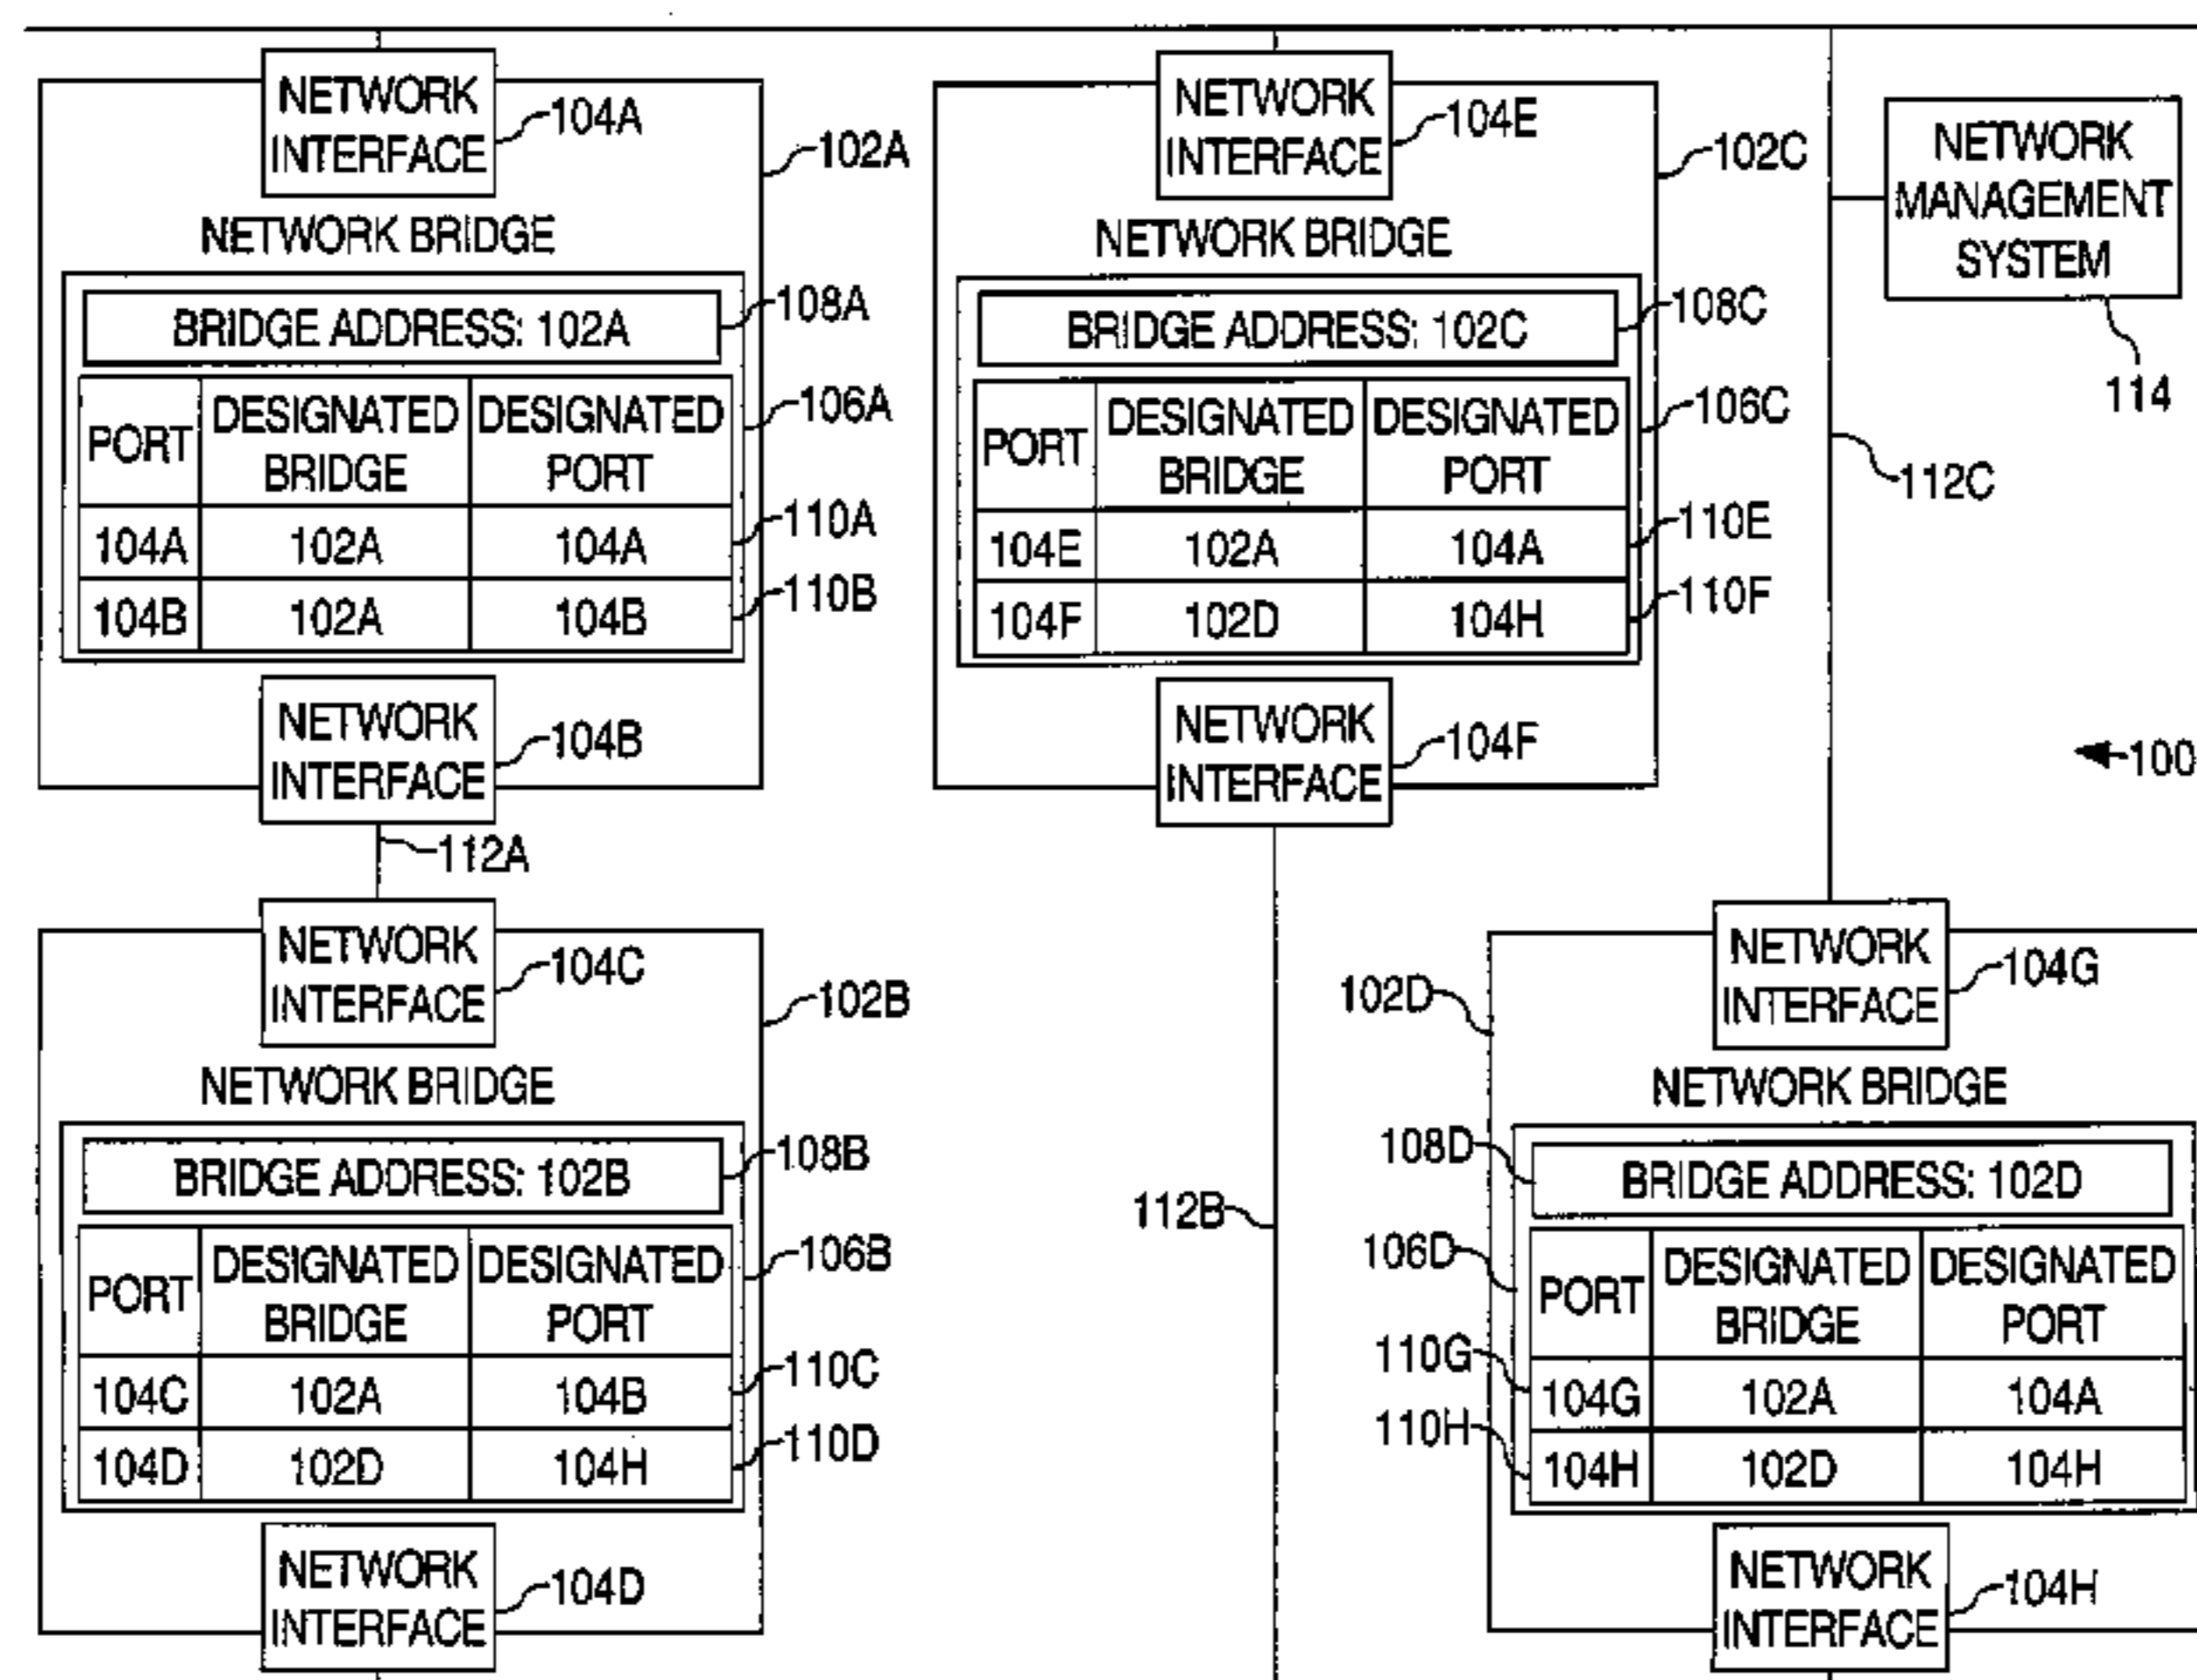 NETWORK
INTERFACE
104A
102A
NETWORK BRIDGE
BRIDGE ADDRESS: 102A
108A
PORT DESIGNATED BRIDGE DESIGNATED PORT
106A
104A 102A 104A
110A
104B 102A 104B
110B
NETWORK
INTERFACE
104B
112A
NETWORK
INTERFACE
104E
102C
NETWORK BRIDGE
BRIDGE ADDRESS: 102C
108C
PORT DESIGNATED BRIDGE DESIGNATED PORT
106C
104E 102A 104A
110E
104F 102D 104H
110F
NETWORK
INTERFACE
104F
NETWORK
MANAGEMENT
SYSTEM
114
112C
100
NETWORK
INTERFACE
104C
102B
NETWORK BRIDGE
BRIDGE ADDRESS: 102B
108B
PORT DESIGNATED BRIDGE DESIGNATED PORT
106B
104C 102A 104B
110C
104D 102D 104H
110D
NETWORK
INTERFACE
104D
112B
NETWORK
INTERFACE
104G
102D
NETWORK BRIDGE
108D
BRIDGE ADDRESS: 102D
106D
PORT DESIGNATED BRIDGE DESIGNATED PORT
110G
104G 102A 104A
110H
104H 102D 104H
NETWORK
INTERFACE
104H